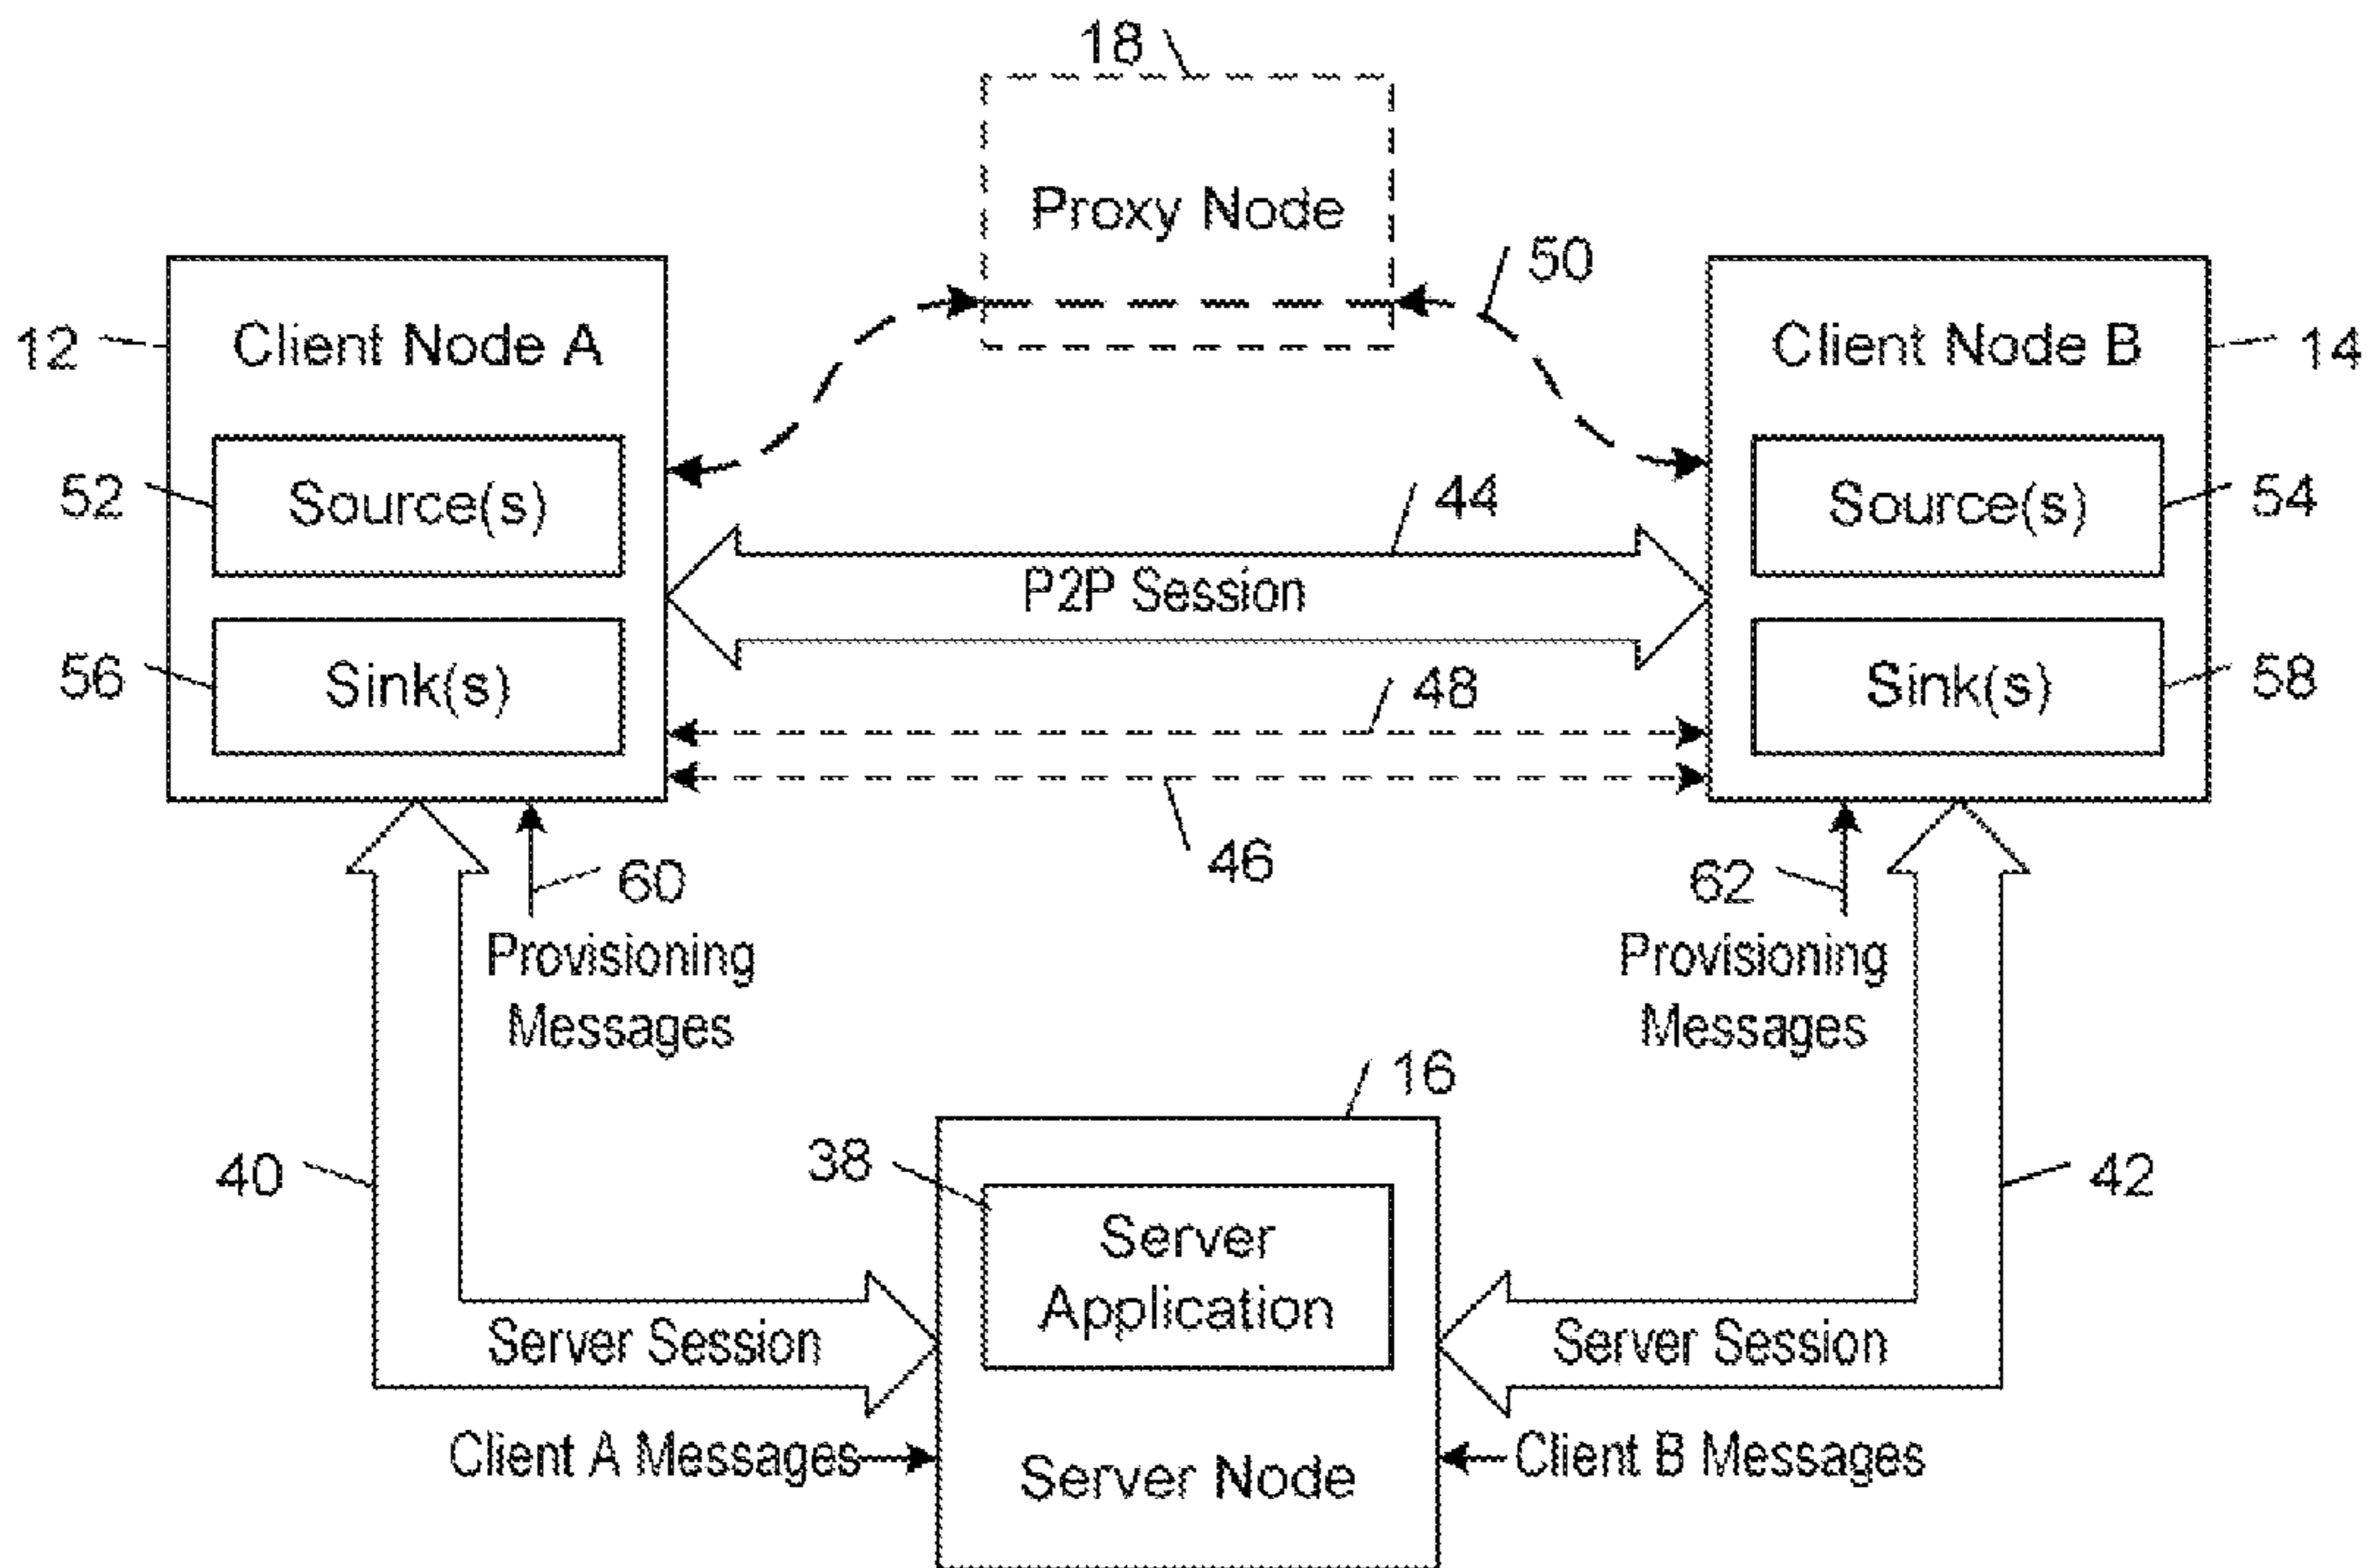 18
Proxy Node
50
12
Client Node A
Client Node B
14
52
Source(s)
44
Source(s)
54
P2P Session
56
Sink(s)
48
Sink(s)
58
46
60
62
Provisioning
Messages
Provisioning
Messages
16
40
38
Server
Application
42
Server Session
Server Session
Client A Messages
Client B Messages
Server Node